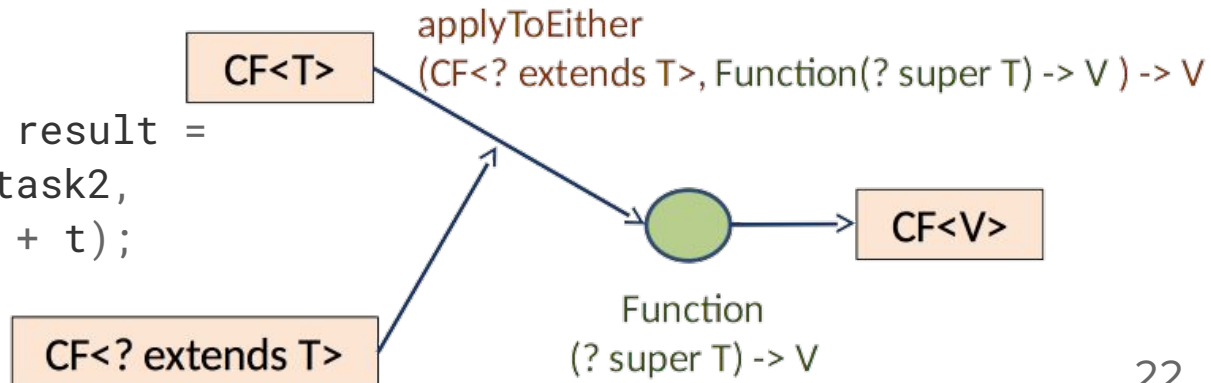 applyToEither
(CF<? extends T>, Function(? super T) -> V ) -> V
CF<T>
result =
task2,
+ t);
CF<V>
Function
(? super T) -> V
CF<? extends T>
22